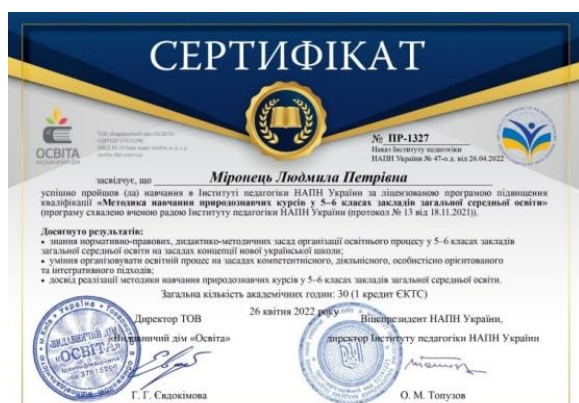 СЕРТИФІКАТ
ОСВІТА
№ ПР-1327
Наказ Інституту педагогіки
НАПН України № 47-о.д. від 26.04.2022
засвідчує, що Міронець Людмила Петрівна
успішно пройшов (ла) навчання в Інституті педагогіки НАПН України за ліцензованою програмою підвищення
кваліфікації «Методика навчання природознавчих курсів у 5–6 класах закладів загальної середньої освіти»
(програму схвалено вченою радою Інституту педагогіки НАПН України (протокол № 13 від 18.11.2021)).
Досягнуто результатів:
• знання нормативно-правових, дидактико-методичних засад організації освітнього процесу у 5–6 класах закладів
загальної середньої освіти на засадах концепції нової української школи;
• уміння організовувати освітній процес на засадах компетентнісного, діяльнісного, особистісно орієнтованого
та інтегративного підходів;
• досвід реалізації методики навчання природознавчих курсів у 5–6 класах закладів загальної середньої освіти.
Загальна кількість академічних годин: 30 (1 кредит ЄКТС)
26 квітня 2022 року
Директор ТОВ
«Видавничий дім «Освіта»
Г. Г. Євдокімова
Віцепрезидент НАПН України,
директор Інституту педагогіки НАПН України
О. М. Топузов